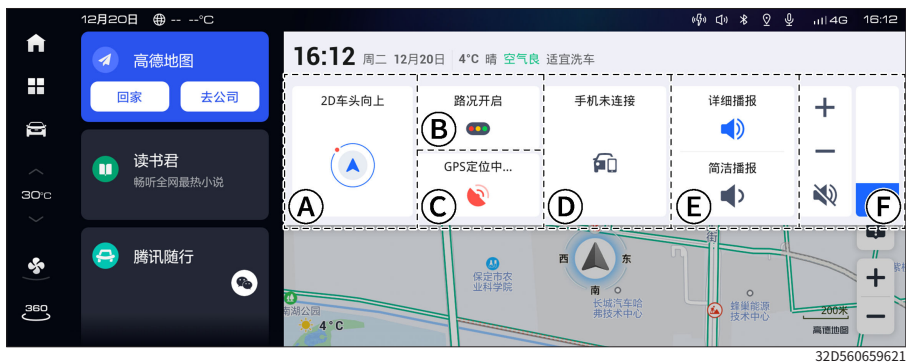 12月20日 -- --°C 4G 16:12
高德地图
回家 去公司
读书君
畅听全网最热小说
腾讯随行
30°C
360
16:12 周二 12月20日 4°C 晴 空气良 适宜洗车
2D车头向上
A
路况开启
B
GPS定位中...
C
手机未连接
D
详细播报
简洁播报
E
F
街
西 东
南
保定市农
业科学院
长城汽车哈
弗技术中心
蜂巢能源
技术中心
湖公园
4°C
200米
高德地图
32D560659621